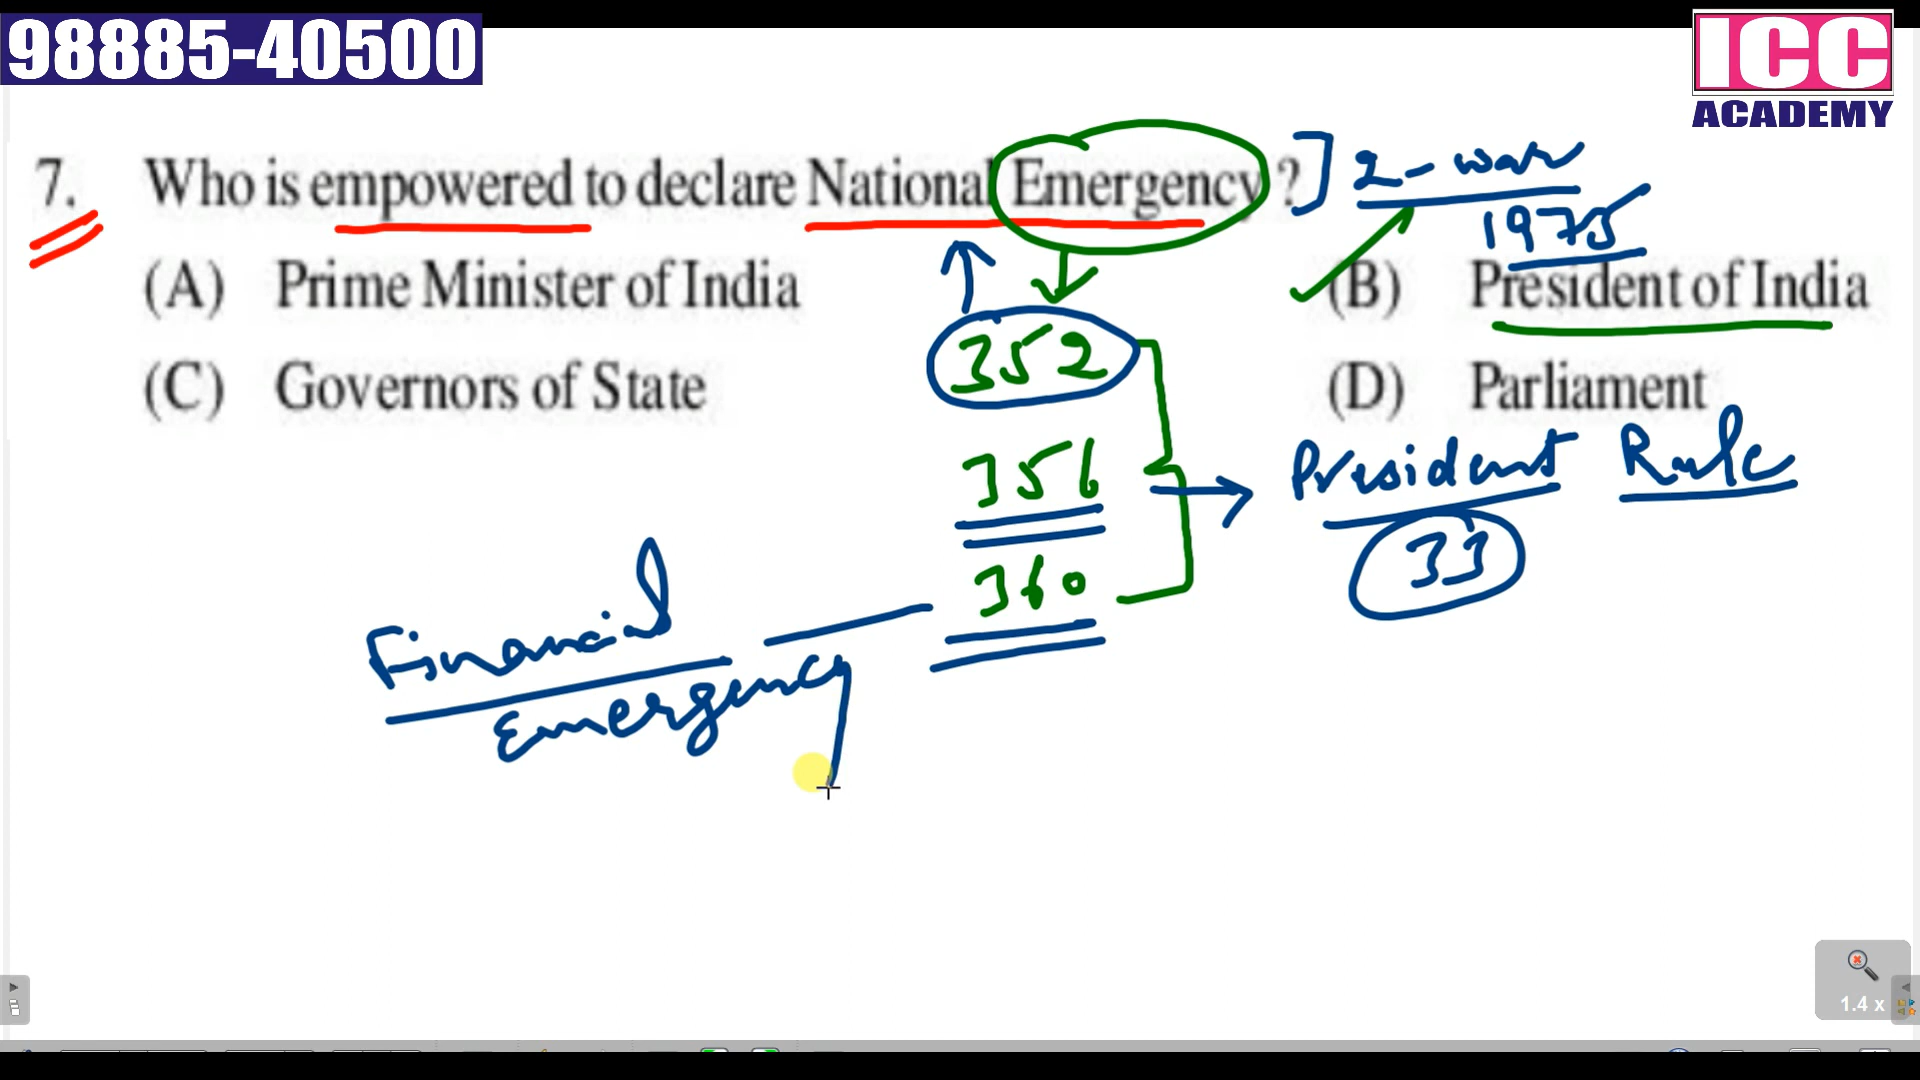 98885-40500
ICC
ACADEMY
7. Who is empowered to declare National Emergency ?
2-war
1975
(A) Prime Minister of India
(B) President of India
352
(C) Governors of State
(D) Parliament
356
President Rule
33
360
Financial
Emergency
1.4 x